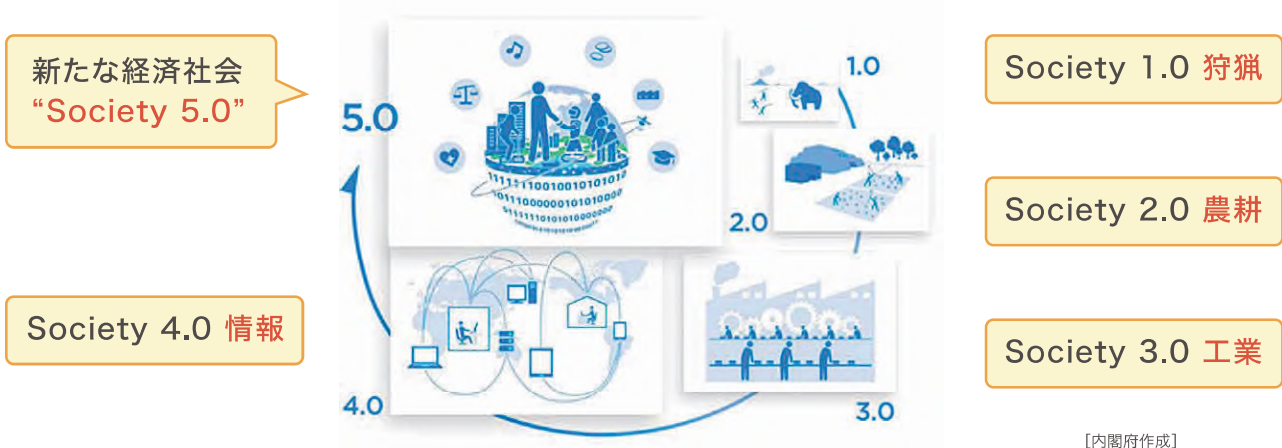 新たな経済社会
“Society 5.0”
5.0
1.0
Society 1.0 狩猟
2.0
Society 2.0 農耕
Society 4.0 情報
4.0
3.0
Society 3.0 工業
[内閣府作成]